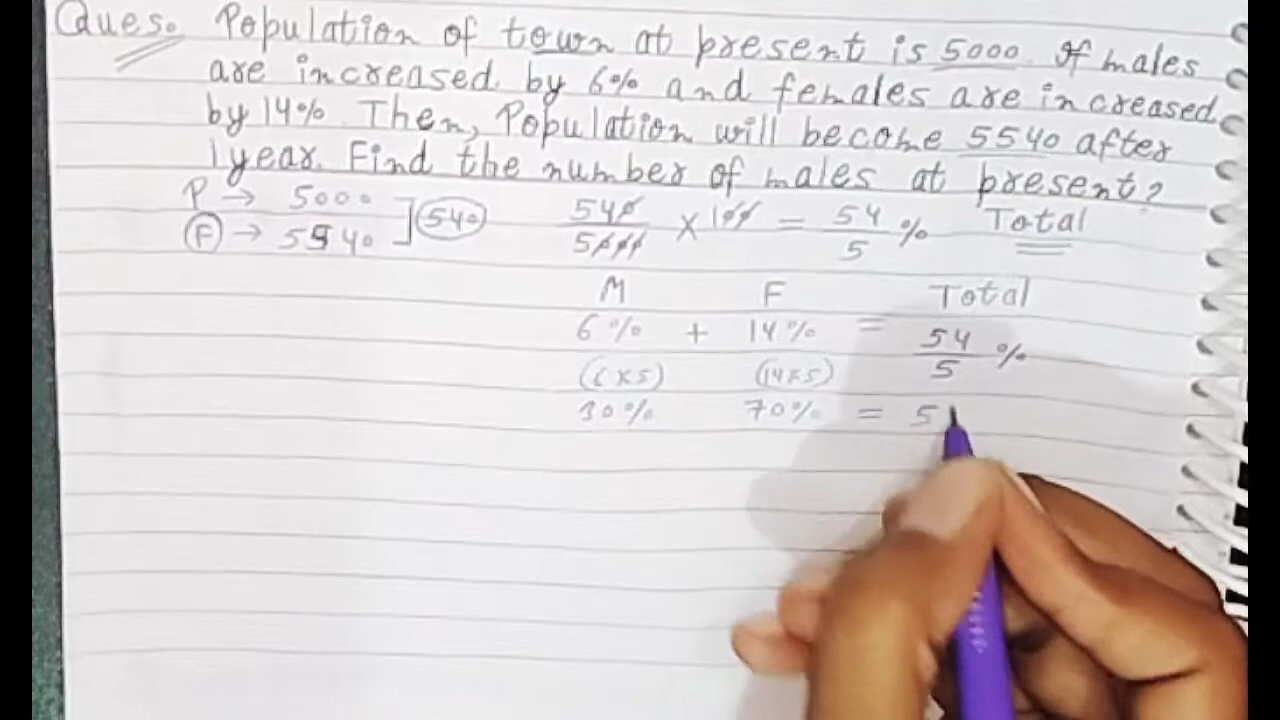 Ques. Population of town at present is 5000. If males
are increased by 6% and females are increased
by 14%. Then, Population will become 5540 after
1 year. Find the number of males at present?
P → 5000
F → 5540 ] 540 540/5000 × 100 = 54/5 % Total
M F Total
6% + 14% = 54/5 %
(6×5) (14×5)
30% 70% = 5